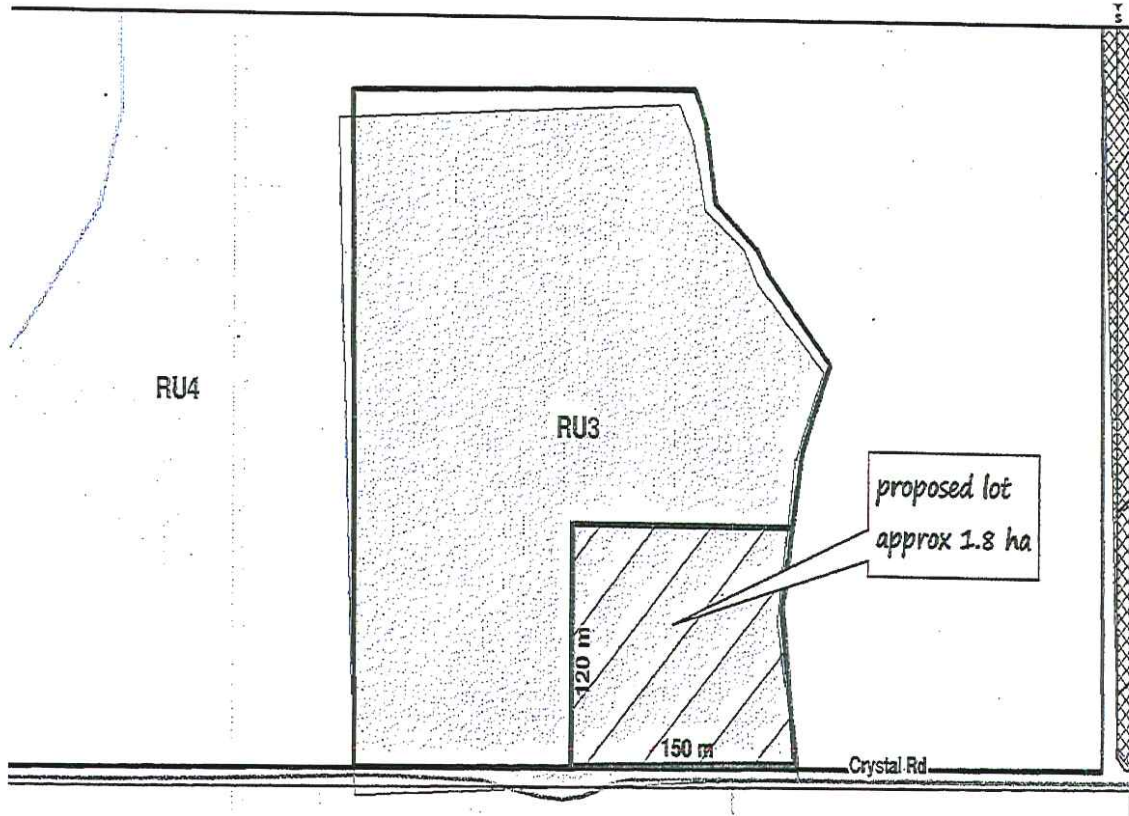 Y
S
RU4
RU3
proposed lot
approx 1.8 ha
120 m
150 m
Crystal Rd